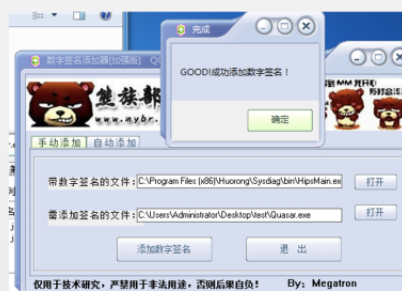 完成
GOOD!成功添加数字签名！
确定
数字签名添加器[加强版]
熊族部
www.mybr.
手动添加
自动添加
带数字签名的文件:
C:\Program Files (x86)\Huorong\Sysdiag\bin\HipsMain.ex
打开
需添加签名的文件:
C:\Users\Administrator\Desktop\test\Quasar.exe
打开
添加数字签名
退 出
仅用于技术研究，严禁用于非法用途，否则后果自负！
By: Megatron